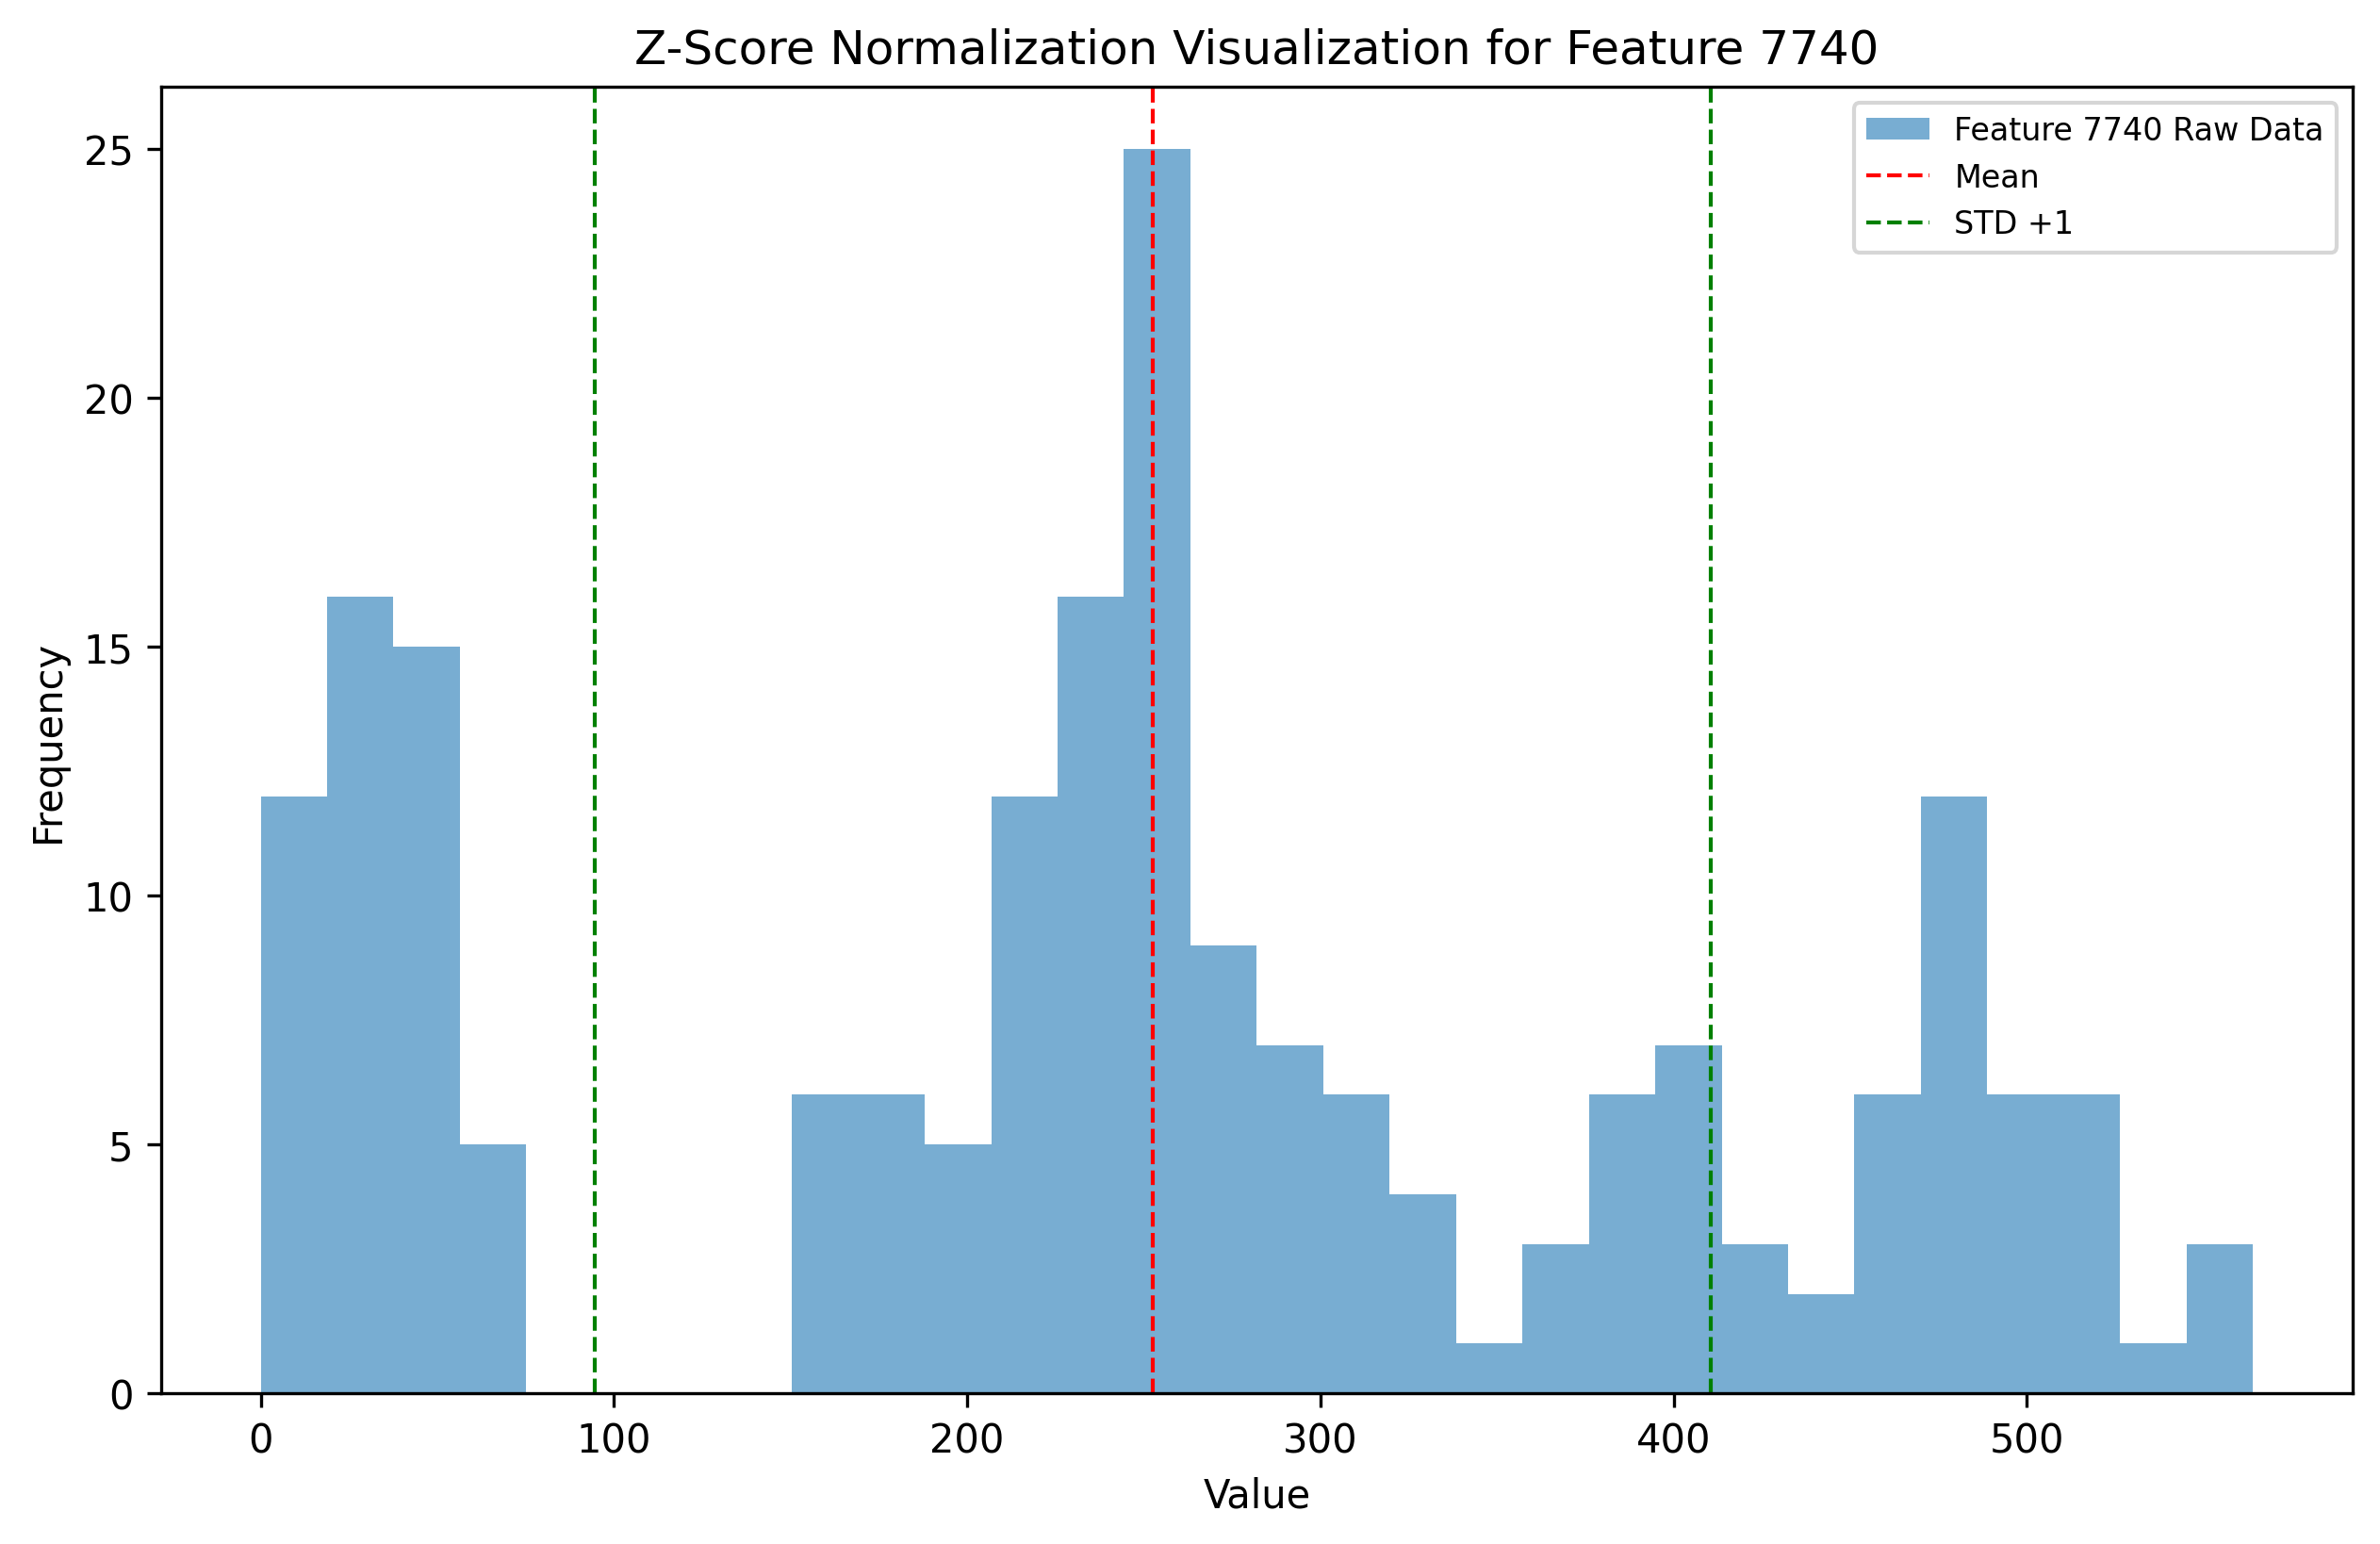 Z-Score Normalization Visualization for Feature 7740
Feature 7740 Raw Data
Mean
STD +1
25
20
15
10
5
0
Frequency
0 100 200 300 400 500
Value